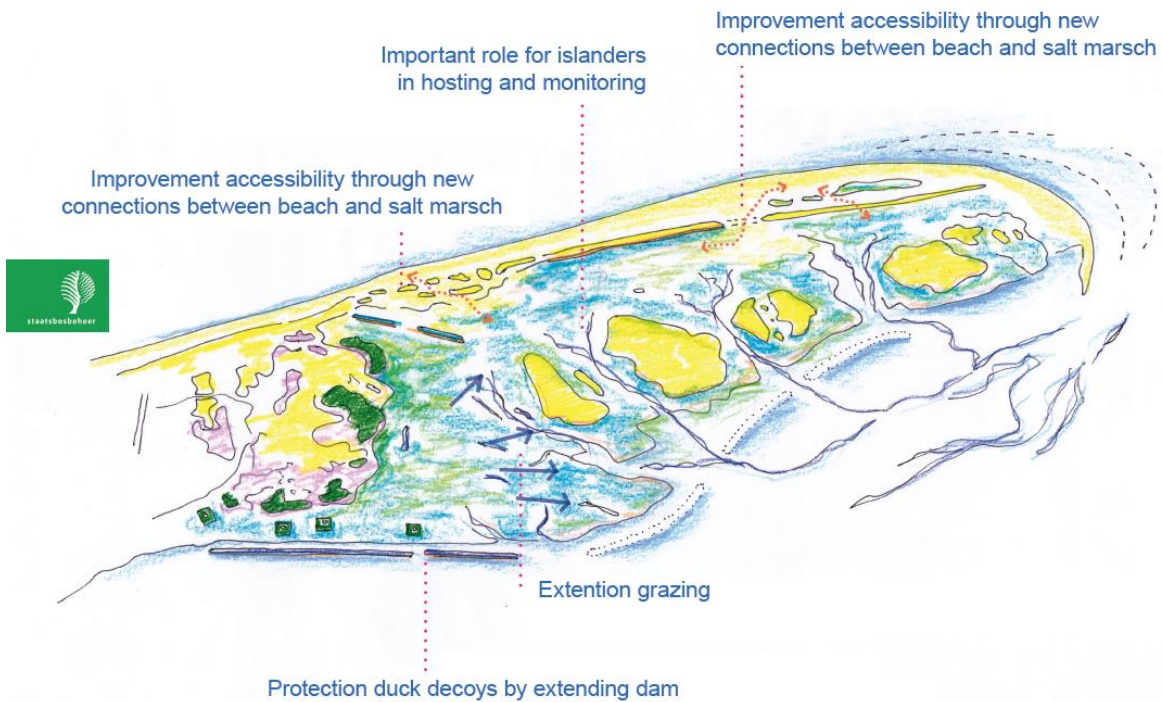 Improvement accessibility through new
connections between beach and salt marsch
Important role for islanders
in hosting and monitoring
Improvement accessibility through new
connections between beach and salt marsch
staatsbosbeheer
Extention grazing
Protection duck decoys by extending dam